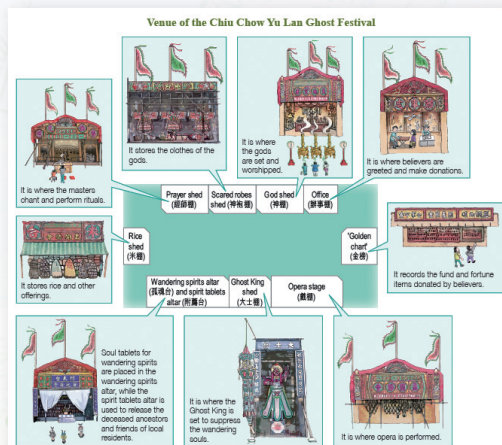 Venue of the Chiu Chow Yu Lan Ghost Festival
It is where the masters
chant and perform rituals.
It stores the clothes of the
gods.
It is where
the gods
are set and
worshipped.
It is where believers are
greeted and make donations.
Prayer shed
(經師棚)
Scared robes
shed (神袍棚)
God shed
(神棚)
Office
(辦事棚)
Rice
shed
(米棚)
It stores rice and other
offerings.
'Golden
chart'
(金榜)
It records the fund and fortune
items donated by believers.
Wandering spirits altar
(孤魂台) and spirit tablets
altar (附薦台)
Ghost King
shed
(大士棚)
Opera stage
(戲棚)
Soul tablets for
wandering spirits
are placed in the
wandering spirits
altar, while the
spirit tablets altar is
used to release the
deceased ancestors
and friends of local
residents.
It is where the
Ghost King is
set to suppress
the wandering
souls.
It is where opera is performed.